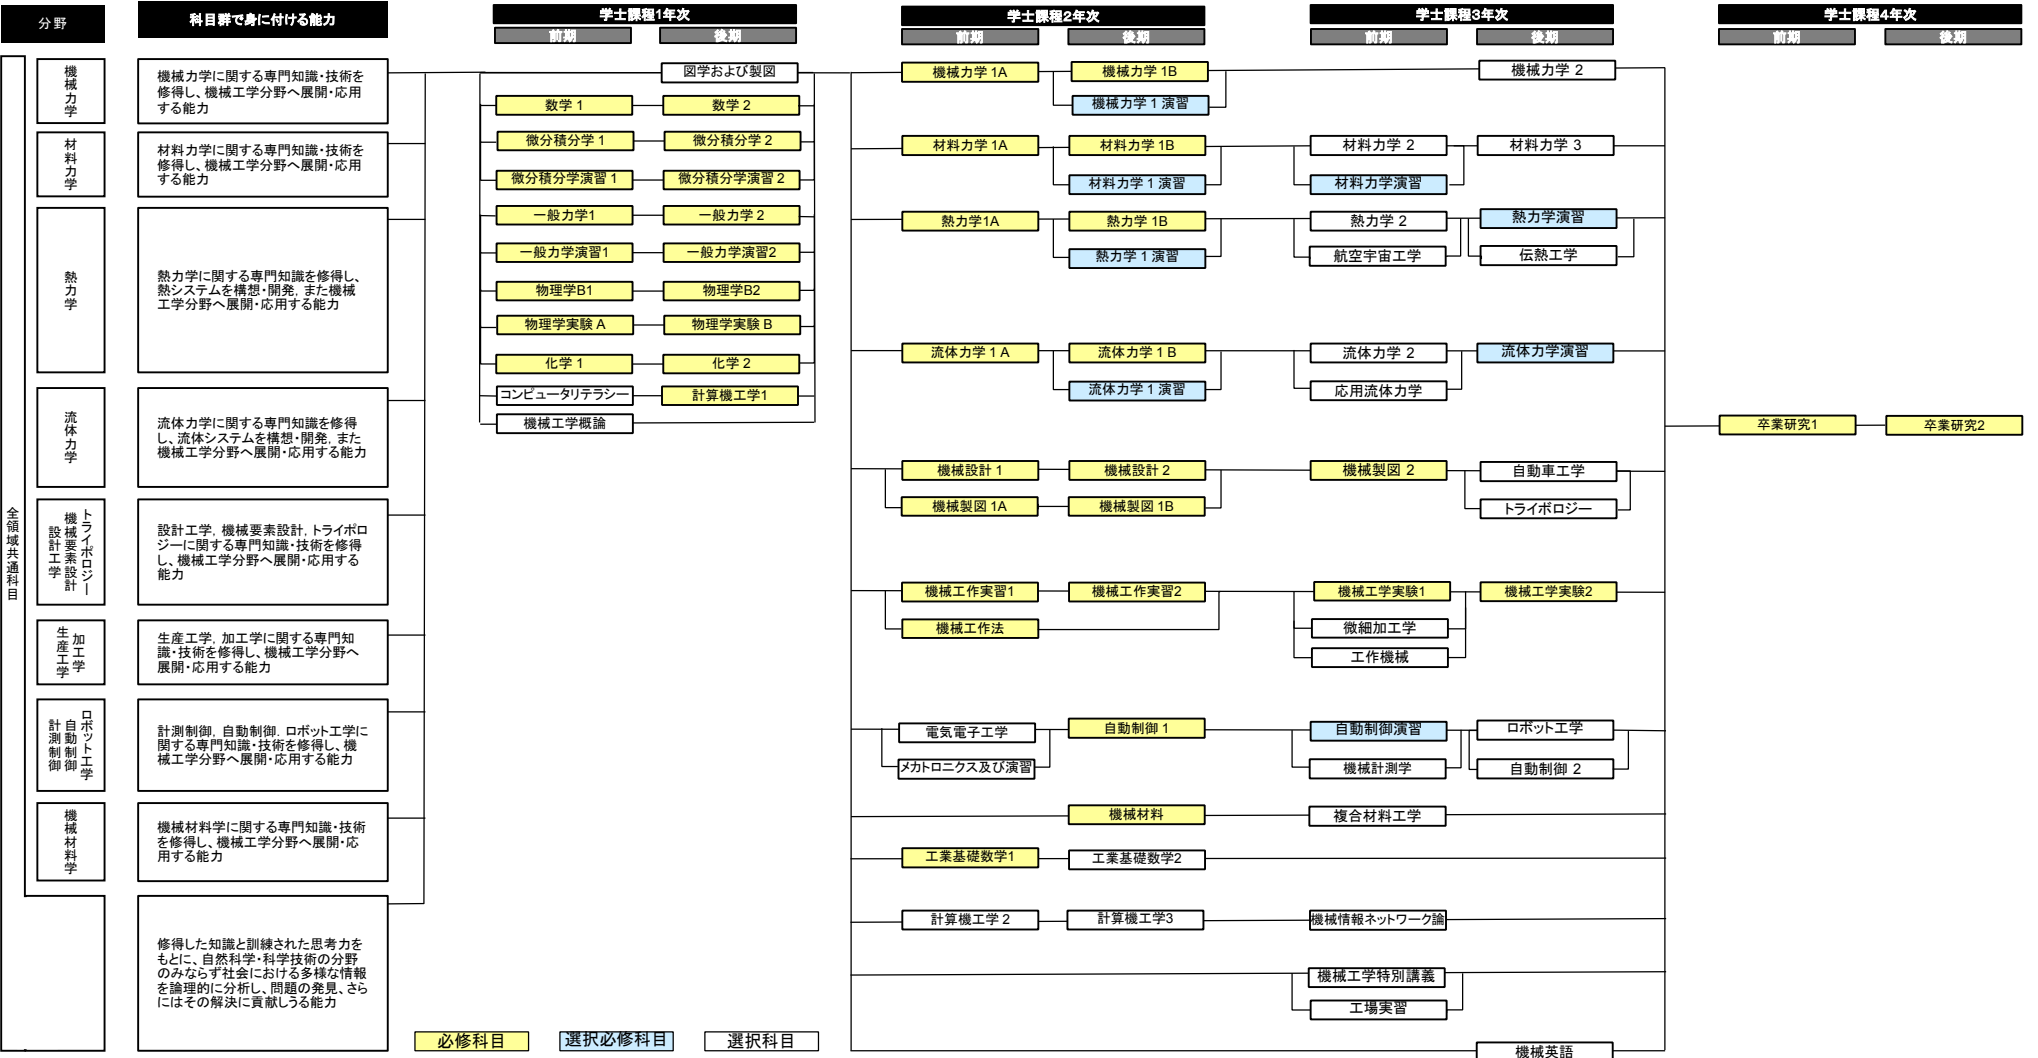 分野
科目群で身に付ける能力
学士課程1年次
学士課程2年次
学士課程3年次
学士課程4年次
前期
後期
前期
後期
前期
後期
前期
後期
全領域共通科目
機械力学
機械力学に関する専門知識・技術を
修得し、機械工学分野へ展開・応用
する能力
材料力学
材料力学に関する専門知識・技術を
修得し、機械工学分野へ展開・応用
する能力
熱力学
熱力学に関する専門知識を修得し、
熱システムを構想・開発, また機械
工学分野へ展開・応用する能力
流体力学
流体力学に関する専門知識を修得
し、流体システムを構想・開発, また
機械工学分野へ展開・応用する能力
トライボロジー
機械要素設計
設計工学
設計工学, 機械要素設計, トライボロ
ジーに関する専門知識・技術を修得
し、機械工学分野へ展開・応用する
能力
加工学
生産工学
生産工学, 加工学に関する専門知
識・技術を修得し、機械工学分野へ
展開・応用する能力
ロボット工学
自動制御
計測制御
計測制御, 自動制御. ロボット工学に
関する専門知識・技術を修得し、機
械工学分野へ展開・応用する能力
機械材料学
機械材料学に関する専門知識・技術
を修得し、機械工学分野へ展開・応
用する能力
修得した知識と訓練された思考力を
もとに、自然科学・科学技術の分野
のみならず社会における多様な情報
を論理的に分析し、問題の発見、さら
にはその解決に貢献しうる能力
図学および製図
数学 1
数学 2
微分積分学 1
微分積分学 2
微分積分学演習 1
微分積分学演習 2
一般力学1
一般力学 2
一般力学演習1
一般力学演習2
物理学B1
物理学B2
物理学実験 A
物理学実験 B
化学 1
化学 2
コンピュータリテラシー
計算機工学1
機械工学概論
機械力学 1A
機械力学 1B
機械力学 2
機械力学 1 演習
材料力学 1A
材料力学 1B
材料力学 2
材料力学 3
材料力学 1 演習
材料力学演習
熱力学1A
熱力学 1B
熱力学 2
熱力学演習
熱力学 1 演習
航空宇宙工学
伝熱工学
流体力学 1 A
流体力学 1 B
流体力学 2
流体力学演習
流体力学 1 演習
応用流体力学
卒業研究1
卒業研究2
機械設計 1
機械設計 2
機械製図 2
自動車工学
機械製図 1A
機械製図 1B
トライボロジー
機械工作実習1
機械工作実習2
機械工学実験1
機械工学実験2
機械工作法
微細加工学
工作機械
電気電子工学
自動制御 1
自動制御演習
ロボット工学
メカトロニクス及び演習
機械計測学
自動制御 2
機械材料
複合材料工学
工業基礎数学1
工業基礎数学2
計算機工学 2
計算機工学3
機械情報ネットワーク論
機械工学特別講義
工場実習
機械英語
必修科目
選択必修科目
選択科目